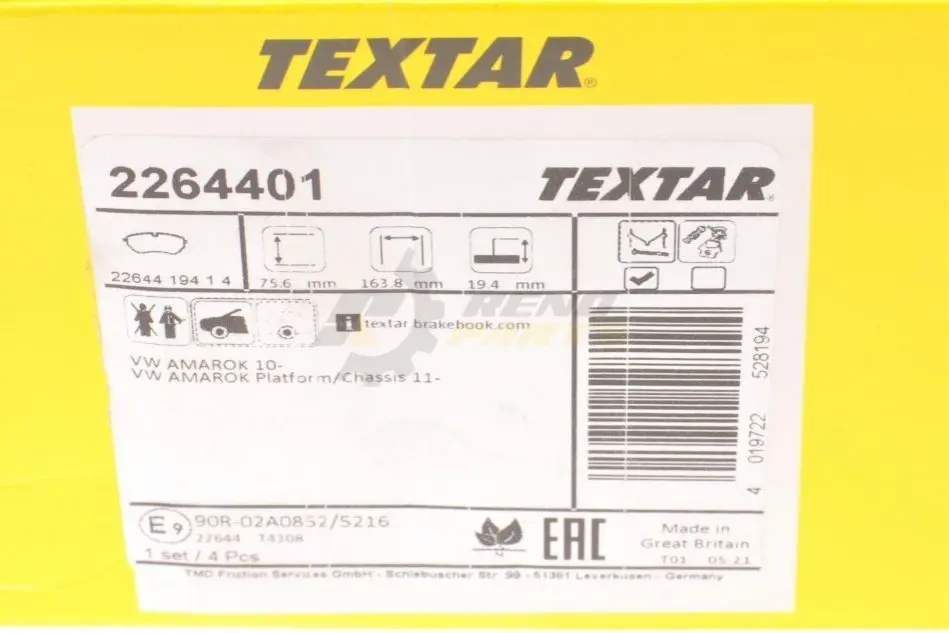 TEXTAR®
2264401
TEXTAR®
22644 194 1 4
75.6 mm
163.8 mm
19.4 mm
RENO
PARTS
i textar brakebook.com
VW AMAROK 10-
VW AMAROK Platform/Chassis 11-
4 019722 528194
E9 90R-02A0852/5216
22644 T4308
1 set / 4 Pcs
EAC
Made in
Great Britain
T01 05 21
TMD Friction Services GmbH - Schlebuscher Str. 99 - 51381 Leverkusen - Germany